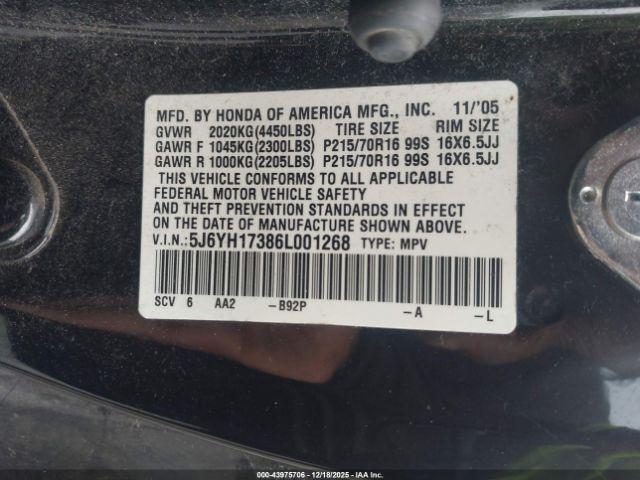 MFD. BY HONDA OF AMERICA MFG., INC. 11/'05
GVWR 2020KG(4450LBS) TIRE SIZE RIM SIZE
GAWR F 1045KG(2300LBS) P215/70R16 99S 16X6.5JJ
GAWR R 1000KG(2205LBS) P215/70R16 99S 16X6.5JJ
THIS VEHICLE CONFORMS TO ALL APPLICABLE
FEDERAL MOTOR VEHICLE SAFETY
AND THEFT PREVENTION STANDARDS IN EFFECT
ON THE DATE OF MANUFACTURE SHOWN ABOVE.
V.I.N.:5J6YH17386L001268 TYPE: MPV
SCV 6 AA2 -B92P -A -L
000-43975706 - 12/18/2025 - IAAI.COM